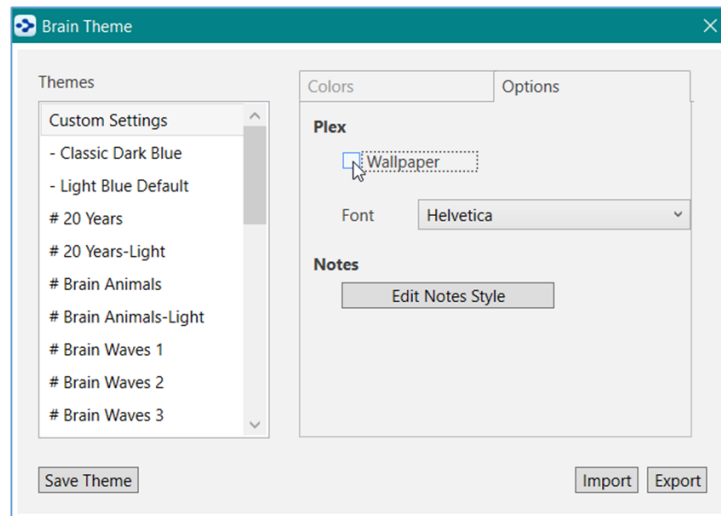 Brain Theme
Themes
Custom Settings
- Classic Dark Blue
- Light Blue Default
# 20 Years
# 20 Years-Light
# Brain Animals
# Brain Animals-Light
# Brain Waves 1
# Brain Waves 2
# Brain Waves 3
Save Theme
Colors Options
Plex
Wallpaper
Font Helvetica
Notes
Edit Notes Style
Import Export